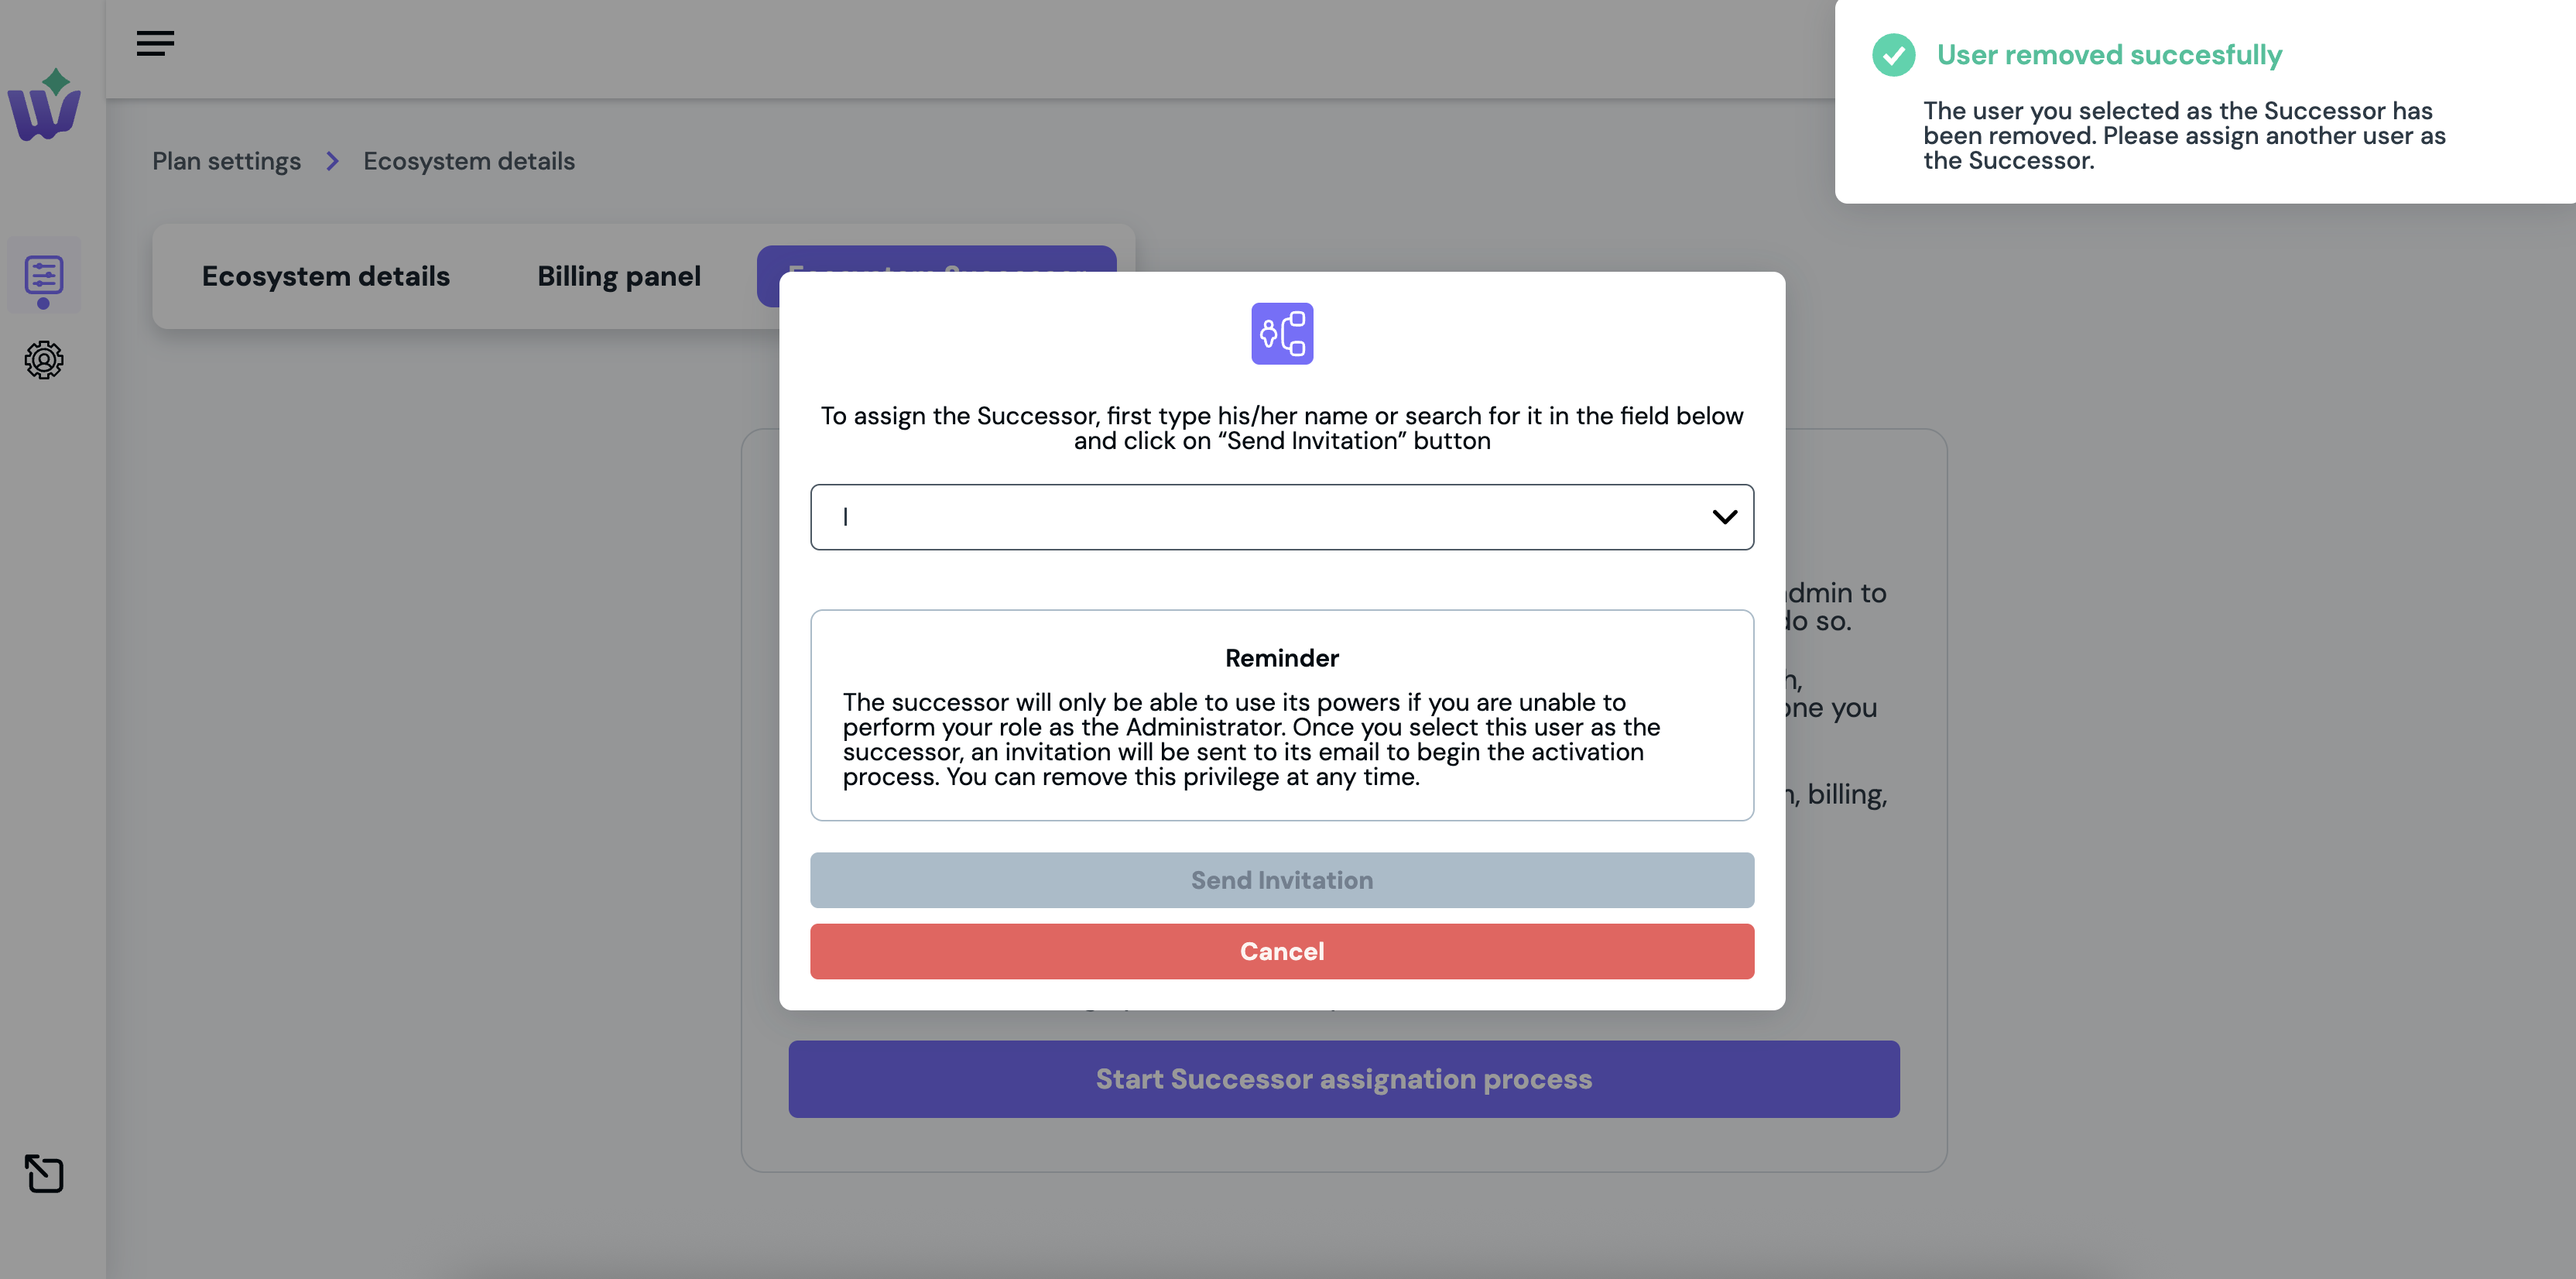 User removed succesfully
The user you selected as the Successor has
been removed. Please assign another user as
the Successor.
Plan settings
Ecosystem details
Ecosystem details
Billing panel
To assign the Successor, first type his/her name or search for it in the field below
and click on “Send Invitation” button
Reminder
The successor will only be able to use its powers if you are unable to
perform your role as the Administrator. Once you select this user as the
successor, an invitation will be sent to its email to begin the activation
process. You can remove this privilege at any time.
Send Invitation
Cancel
to
do so.
one you
billing,
Start Successor assignation process